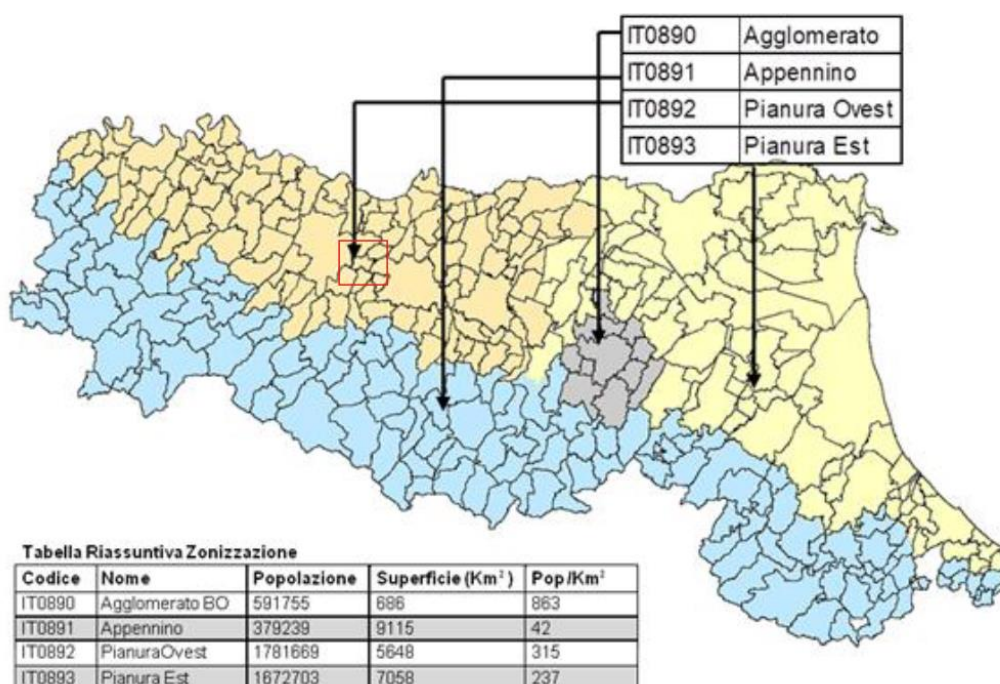 IT0890 Agglomerato
IT0891 Appennino
IT0892 Pianura Ovest
IT0893 Pianura Est
Tabella Riassuntiva Zonizzazione
Codice Nome Popolazione Superficie (Km²) Pop/Km²
IT0890 Agglomerato BO 591755 686 863
IT0891 Appennino 379239 9115 42
IT0892 PianuraOvest 1781669 5648 315
IT0893 Pianura Est 1672703 7058 237